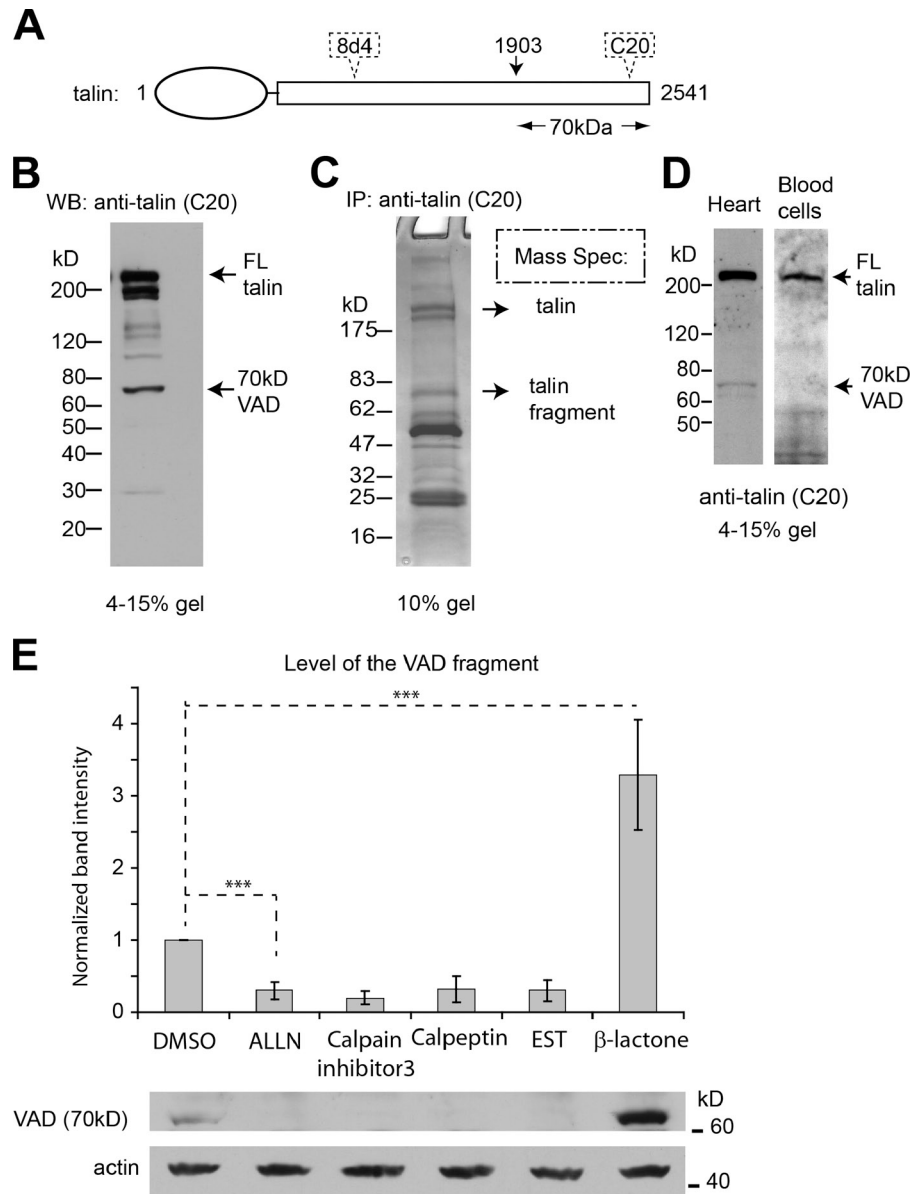 A
8d4
1903
C20
talin: 1
2541
70kDa
B
WB: anti-talin (C20)
kD
200
120
80
60
50
40
30
20
FL
talin
70kD
VAD
4-15% gel
C
IP: anti-talin (C20)
Mass Spec:
kD
175
83
62
47
32
25
16
talin
talin
fragment
10% gel
D
Heart
Blood
cells
kD
200
120
80
60
50
FL
talin
70kD
VAD
anti-talin (C20)
4-15% gel
E
Level of the VAD fragment
Normalized band intensity
4
3
2
1
0
***
***
DMSO
ALLN
Calpain
inhibitor3
Calpeptin
EST
β-lactone
VAD (70kD)
kD
60
actin
40